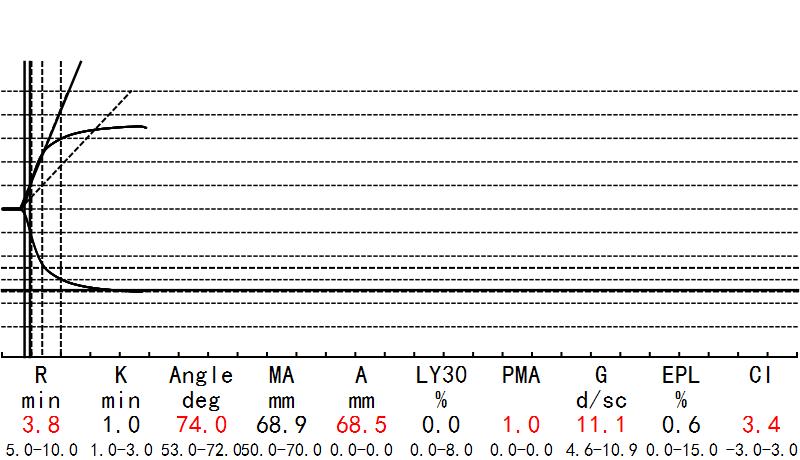 R K Angle MA A LY30 PMA G EPL CI
min min deg mm mm % d/sc %
3.8 1.0 74.0 68.9 68.5 0.0 1.0 11.1 0.6 3.4
5.0-10.0 1.0-3.0 53.0-72.0 50.0-70.0 0.0-0.0 0.0-8.0 0.0-0.0 4.6-10.9 0.0-15.0 -3.0-3.0